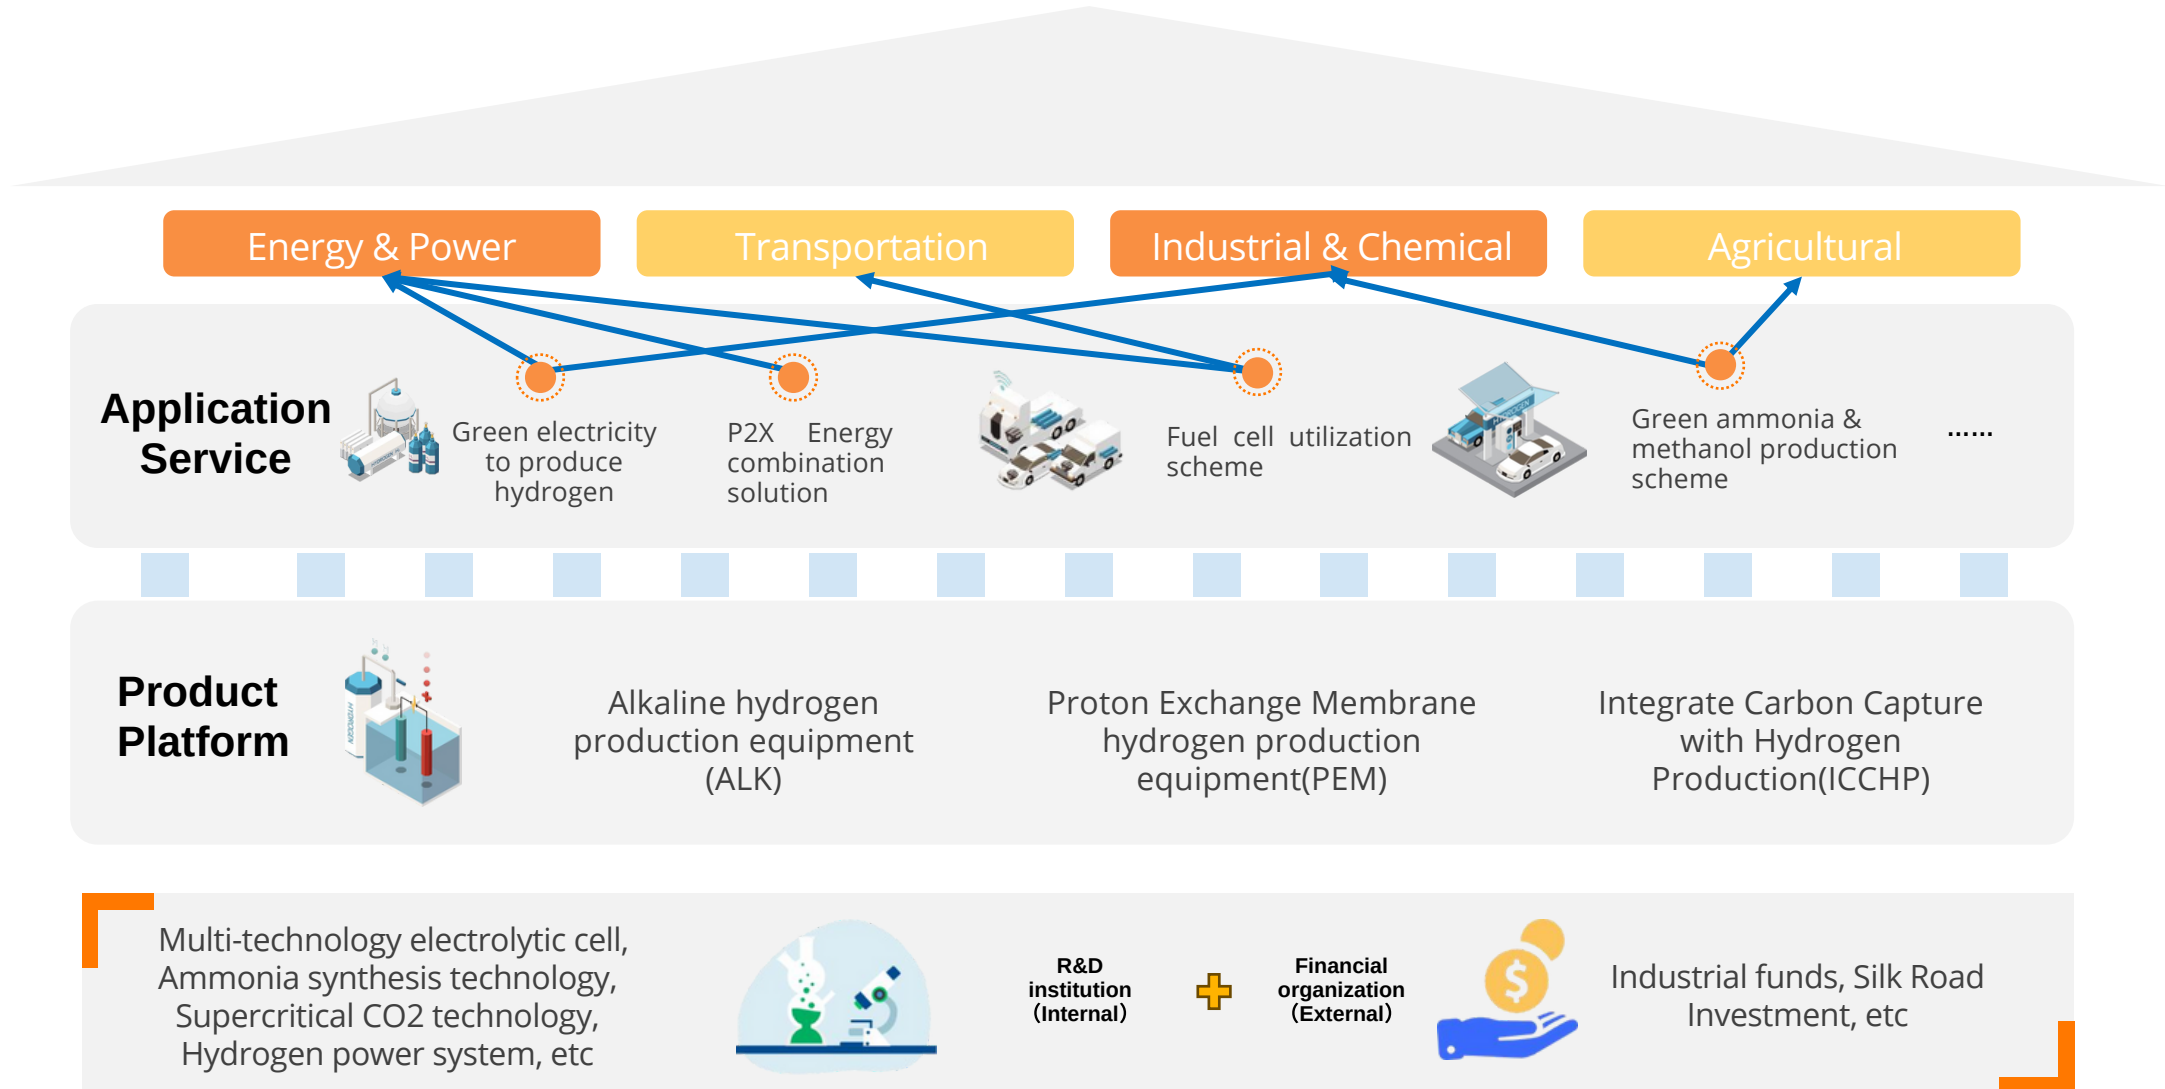 Energy & Power
Transportation
Industrial & Chemical
Agricultural
Application
Service
Green electricity
to produce
hydrogen
P2X Energy
combination
solution
Fuel cell utilization
scheme
Green ammonia &
methanol production
scheme
......
HYDROGEN
Product
Platform
HYDROGEN
Alkaline hydrogen
production equipment
(ALK)
Proton Exchange Membrane
hydrogen production
equipment(PEM)
Integrate Carbon Capture
with Hydrogen
Production(ICCHP)
Multi-technology electrolytic cell,
Ammonia synthesis technology,
Supercritical CO2 technology,
Hydrogen power system, etc
R&D
institution
（Internal）
Financial
organization
（External）
$
Industrial funds, Silk Road
Investment, etc